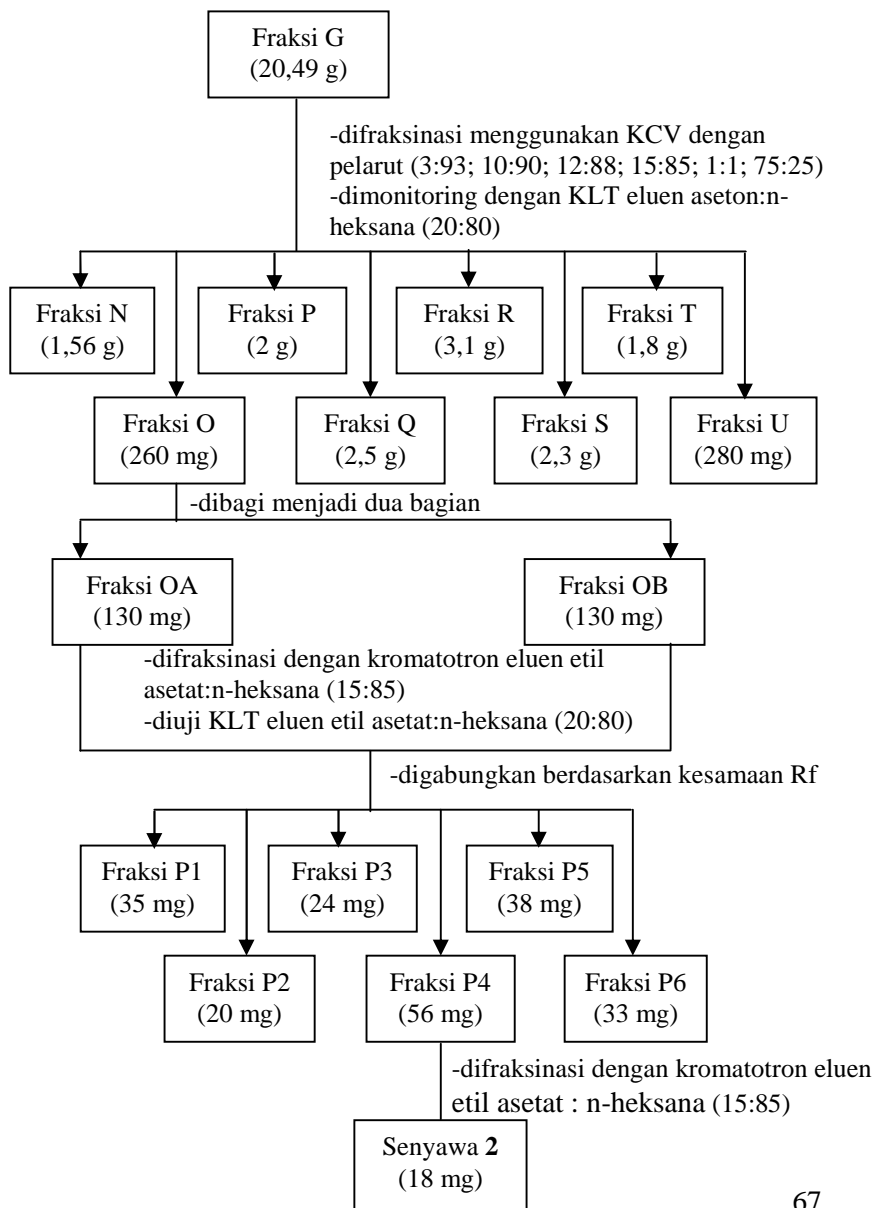 Fraksi G
(20,49 g)
-difraksinasi menggunakan KCV dengan
pelarut (3:93; 10:90; 12:88; 15:85; 1:1; 75:25)
-dimonitoring dengan KLT eluen aseton:n-
heksana (20:80)
Fraksi N
(1,56 g)
Fraksi P
(2 g)
Fraksi R
(3,1 g)
Fraksi T
(1,8 g)
Fraksi O
(260 mg)
Fraksi Q
(2,5 g)
Fraksi S
(2,3 g)
Fraksi U
(280 mg)
-dibagi menjadi dua bagian
Fraksi OA
(130 mg)
Fraksi OB
(130 mg)
-difraksinasi dengan kromatotron eluen etil
asetat:n-heksana (15:85)
-diuji KLT eluen etil asetat:n-heksana (20:80)
-digabungkan berdasarkan kesamaan Rf
Fraksi P1
(35 mg)
Fraksi P3
(24 mg)
Fraksi P5
(38 mg)
Fraksi P2
(20 mg)
Fraksi P4
(56 mg)
Fraksi P6
(33 mg)
-difraksinasi dengan kromatotron eluen
etil asetat : n-heksana (15:85)
Senyawa 2
(18 mg)
67